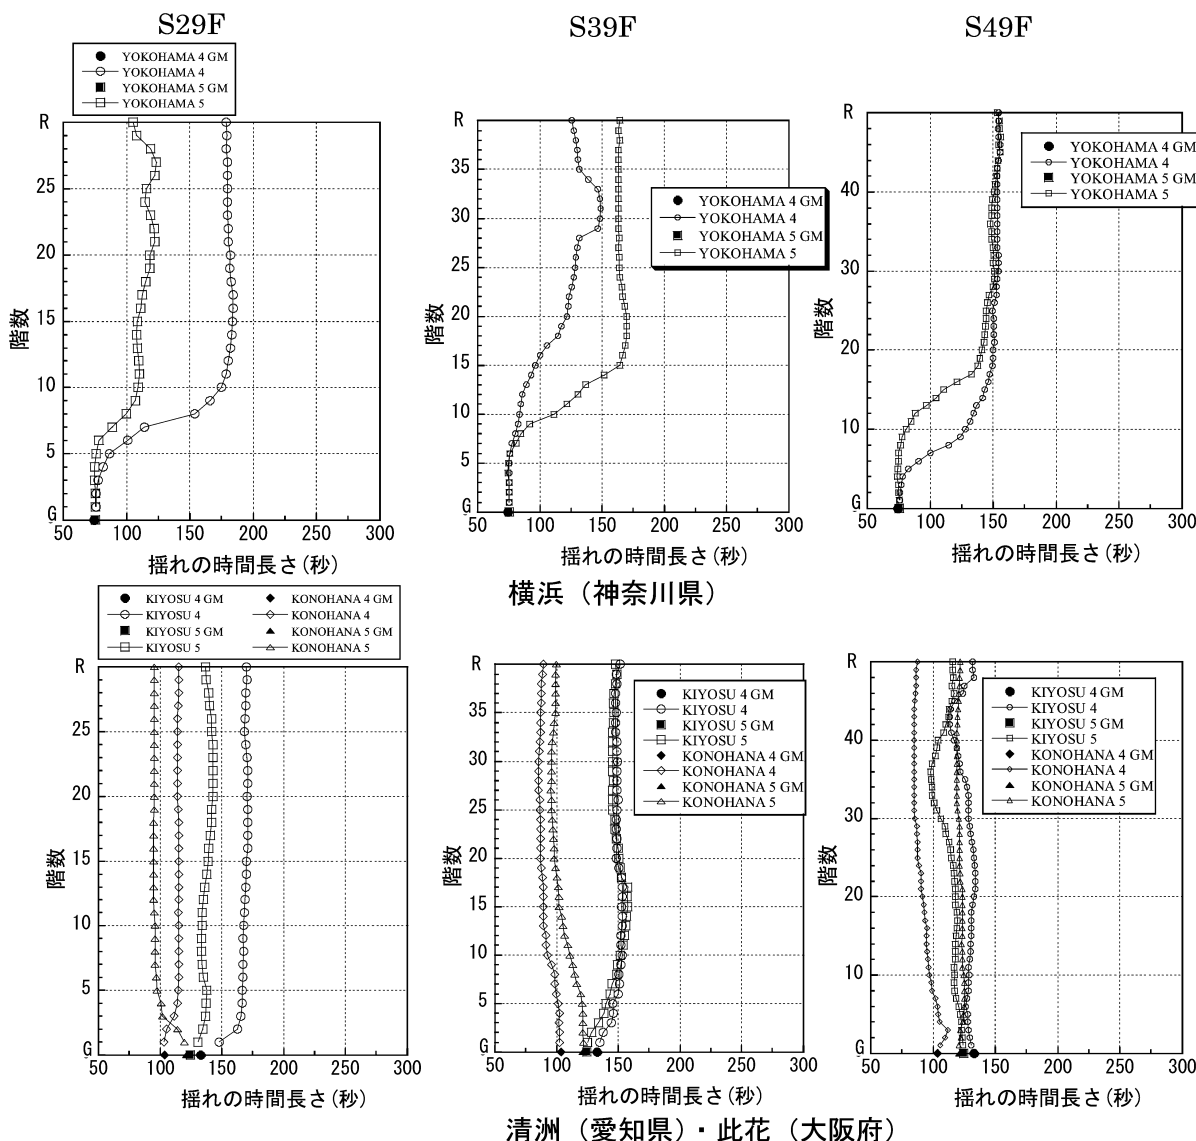 S29F
S39F
S49F
YOKOHAMA 4 GM
YOKOHAMA 4
YOKOHAMA 5 GM
YOKOHAMA 5
R
25
20
15
10
5
G
50 100 150 200 250 300
階数
揺れの時間長さ(秒)
YOKOHAMA 4 GM
YOKOHAMA 4
YOKOHAMA 5 GM
YOKOHAMA 5
R
35
30
25
20
15
10
5
G
50 100 150 200 250 300
階数
揺れの時間長さ(秒)
YOKOHAMA 4 GM
YOKOHAMA 4
YOKOHAMA 5 GM
YOKOHAMA 5
R
40
30
20
10
G
50 100 150 200 250 300
階数
揺れの時間長さ(秒)
横浜(神奈川県)
KIYOSU 4 GM
KIYOSU 4
KIYOSU 5 GM
KIYOSU 5
KONOHANA 4 GM
KONOHANA 4
KONOHANA 5 GM
KONOHANA 5
R
25
20
15
10
5
G
50 100 150 200 250 300
階数
揺れの時間長さ(秒)
KIYOSU 4 GM
KIYOSU 4
KIYOSU 5 GM
KIYOSU 5
KONOHANA 4 GM
KONOHANA 4
KONOHANA 5 GM
KONOHANA 5
R
35
30
25
20
15
10
5
G
50 100 150 200 250 300
階数
揺れの時間長さ(秒)
KIYOSU 4 GM
KIYOSU 4
KIYOSU 5 GM
KIYOSU 5
KONOHANA 4 GM
KONOHANA 4
KONOHANA 5 GM
KONOHANA 5
R
40
30
20
10
G
50 100 150 200 250 300
階数
揺れの時間長さ(秒)
清洲(愛知県)・此花(大阪府)